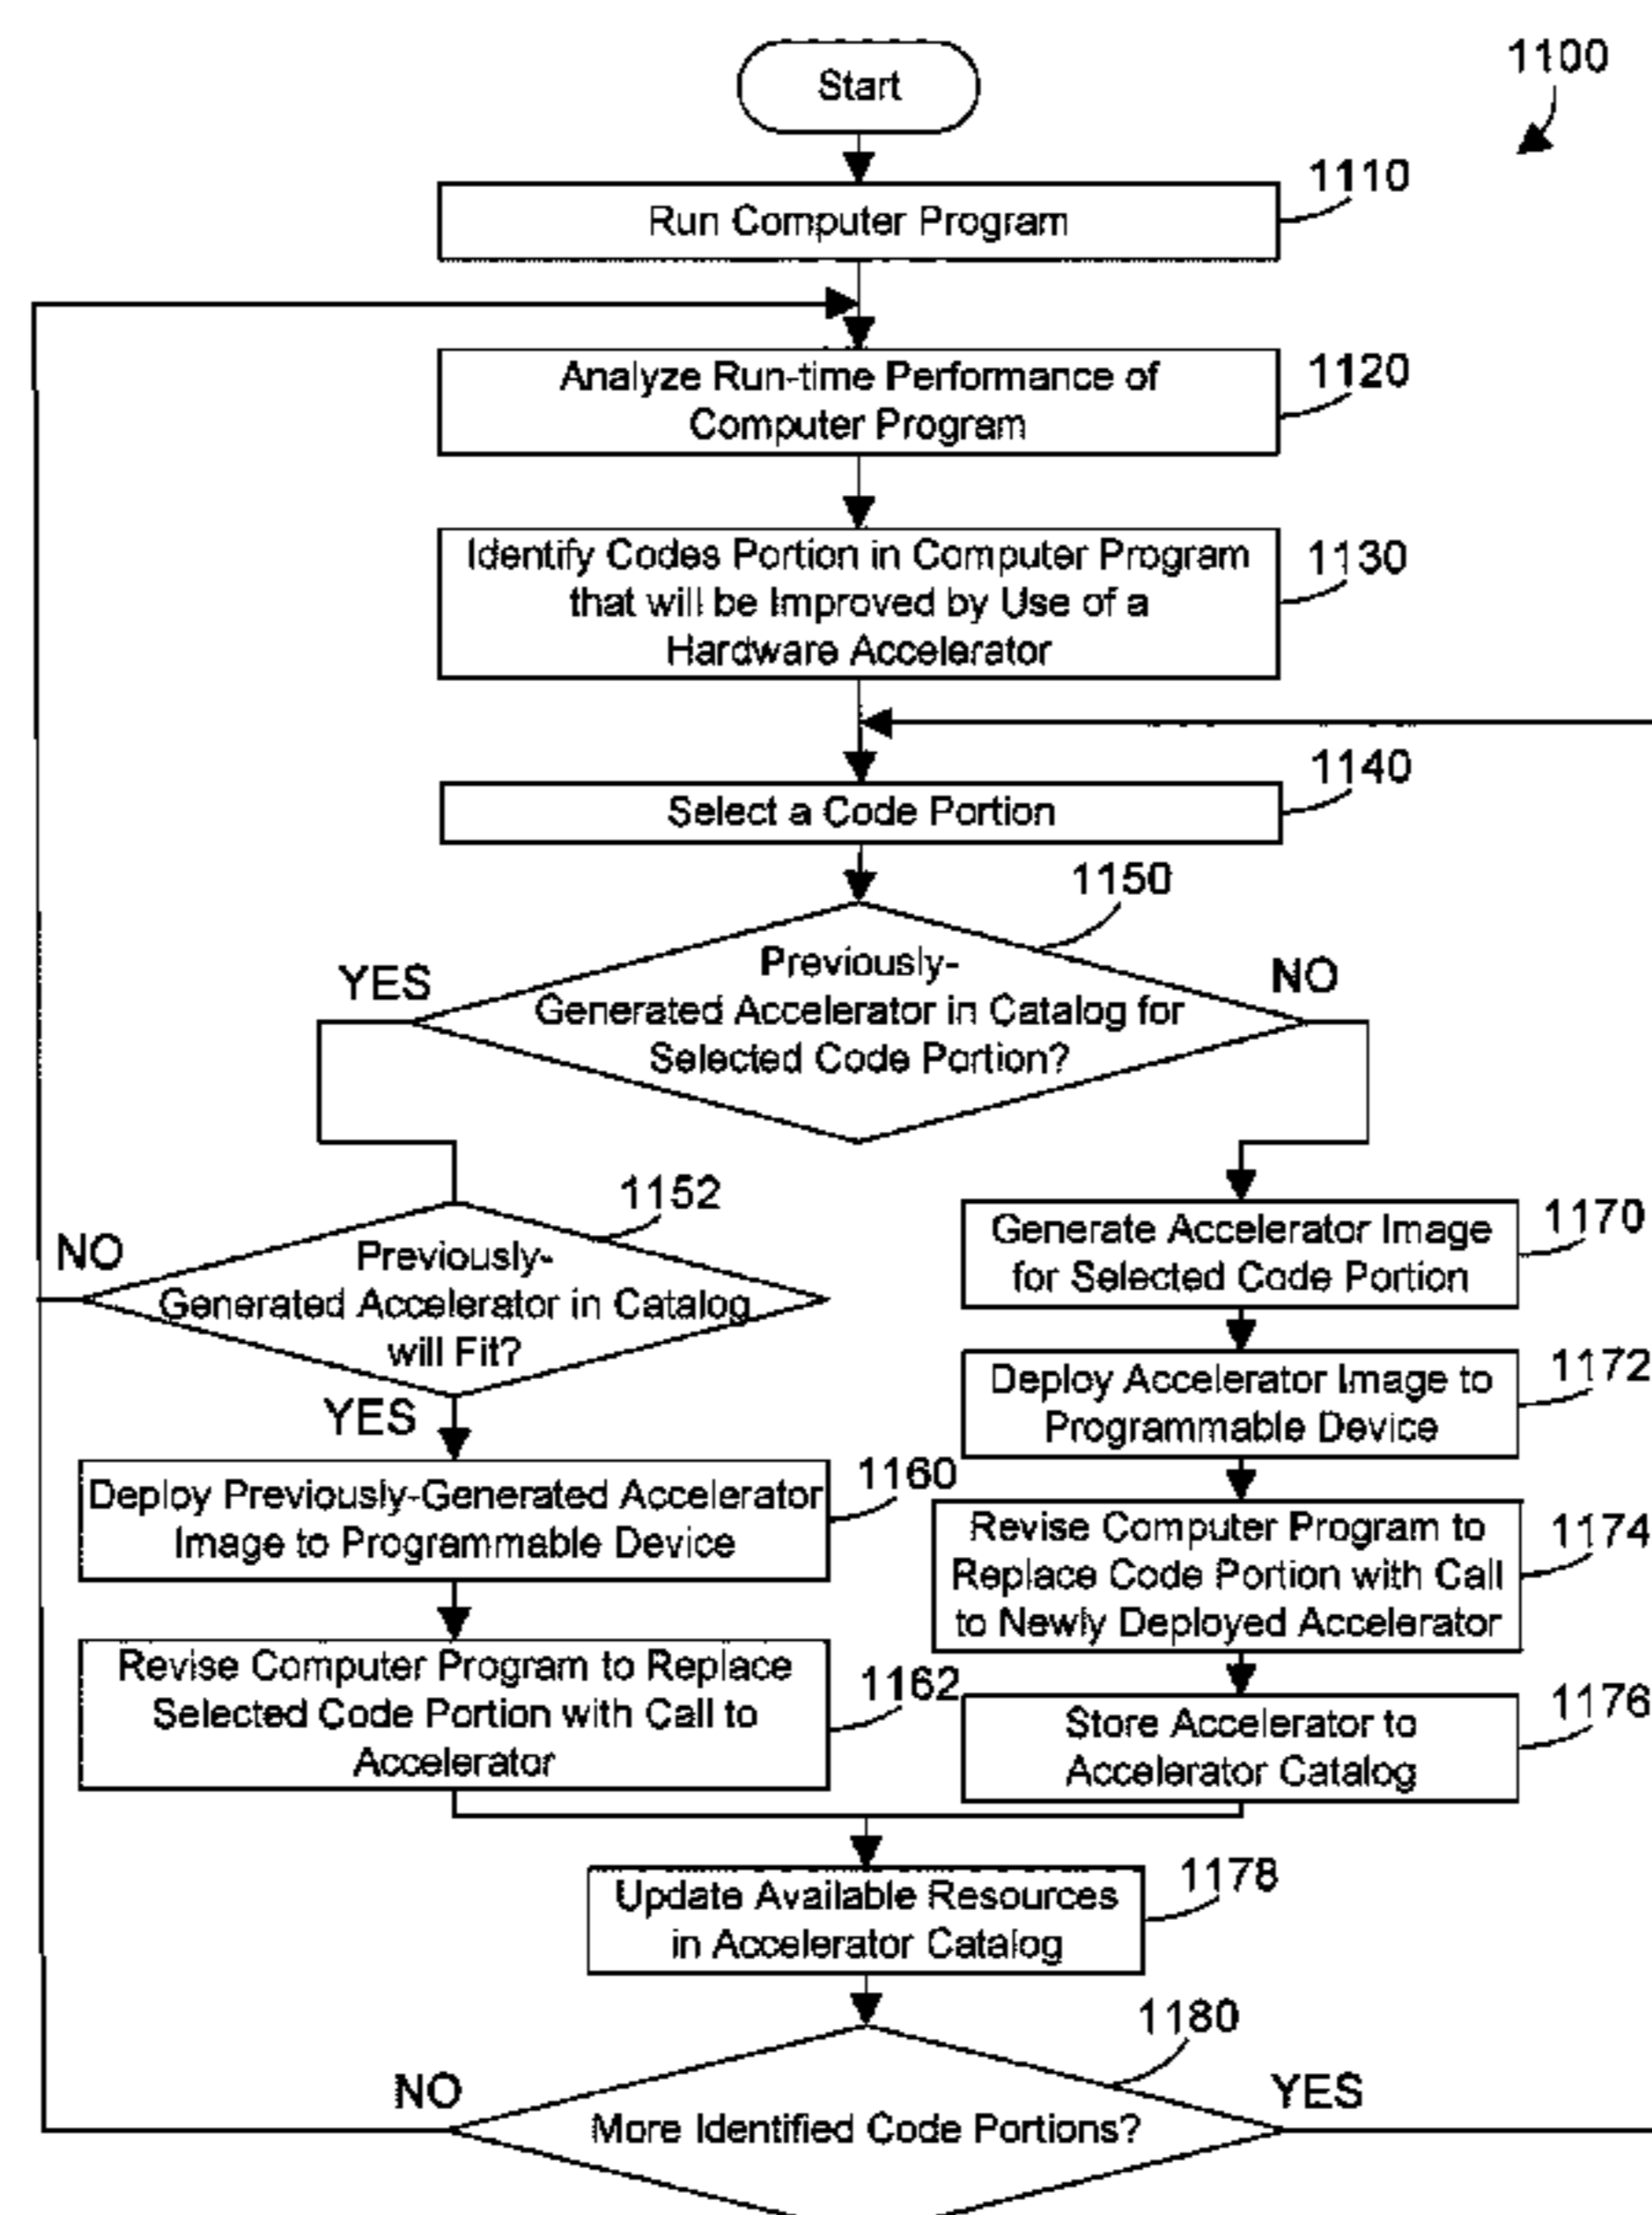 Start
1100
Run Computer Program
1110
Analyze Run-time Performance of
Computer Program
1120
Identify Codes Portion in Computer Program
that will be Improved by Use of a
Hardware Accelerator
1130
Select a Code Portion
1140
1150
Previously-
Generated Accelerator in Catalog for
Selected Code Portion?
YES
NO
1152
Previously-
Generated Accelerator in Catalog
will Fit?
NO
YES
Generate Accelerator Image
for Selected Code Portion
1170
Deploy Accelerator Image to
Programmable Device
1172
Deploy Previously-Generated Accelerator
Image to Programmable Device
1160
Revise Computer Program to
Replace Code Portion with Call
to Newly Deployed Accelerator
1174
Revise Computer Program to Replace
Selected Code Portion with Call to
Accelerator
1162
Store Accelerator to
Accelerator Catalog
1176
Update Available Resources
in Accelerator Catalog
1178
1180
NO
More Identified Code Portions?
YES